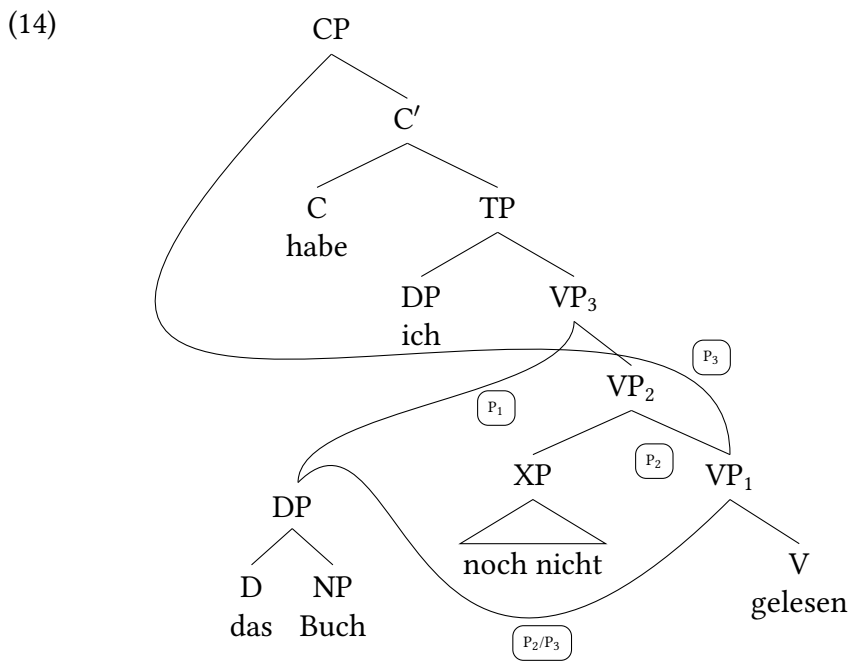 (14)
CP
C′
C TP
habe
DP VP₃
ich
P₃
VP₂
P₁
P₂
XP VP₁
DP
noch nicht V
D NP
gelesen
das Buch
P₂/P₃